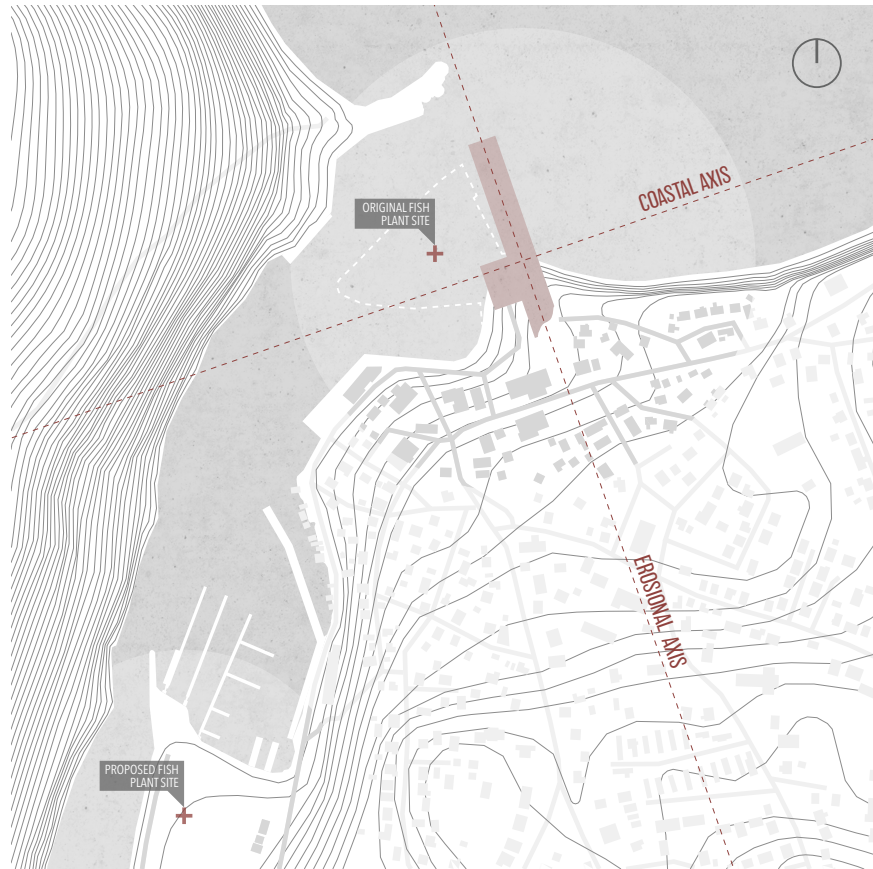 COASTAL AXIS
ORIGINAL FISH
PLANT SITE
EROSIONAL AXIS
PROPOSED FISH
PLANT SITE